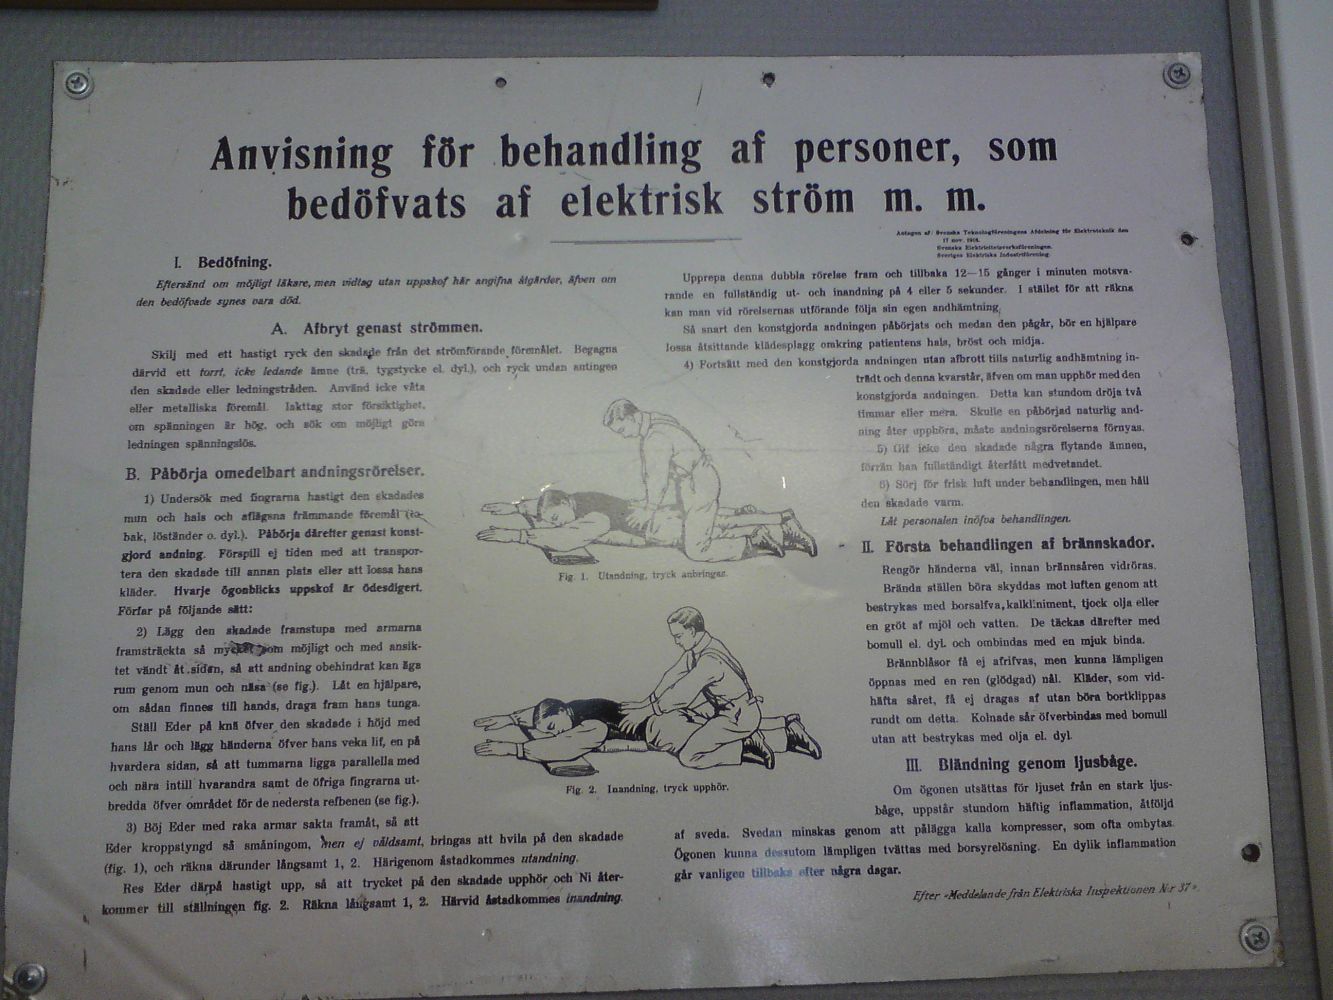 Anvisning för behandling af personer, som
bedöfvats af elektrisk ström m. m.
Antagen af: Svenska Teknologföreningens Afdelning för Elektroteknik den
17 nov. 1916.
Svenska Elektricitetsverksföreningen.
Sveriges Elektriska Industriförening.
I. Bedöfning.
Eftersänd om möjligt läkare, men vidtag utan uppskof här angifna åtgärder, äfven om
den bedöfvade synes vara död.
A. Afbryt genast strömmen.
Skilj med ett hastigt ryck den skadade från det strömförande föremålet. Begagna
därvid ett torrt, icke ledande ämne (trä, tygstycke el. dyl.), och ryck undan antingen
den skadade eller ledningstråden. Använd icke våta
eller metalliska föremål. Iakttag stor försiktighet,
om spänningen är hög, och sök om möjligt göra
ledningen spänningslös.
B. Påbörja omedelbart andningsrörelser.
1) Undersök med fingrarna hastigt den skadades
mun och hals och aflägsna främmande föremål (to-
bak, löständer o. dyl.). Påbörja därefter genast konst-
gjord andning. Förspill ej tiden med att transpor-
tera den skadade till annan plats eller att lossa hans
kläder. Hvarje ögonblicks uppskof är ödesdigert.
Förfar på följande sätt:
2) Lägg den skadade framstupa med armarna
framsträckta så mycket som möjligt och med ansik-
tet vändt åt sidan, så att andning obehindrat kan äga
rum genom mun och näsa (se fig.). Låt en hjälpare,
om sådan finnes till hands, draga fram hans tunga.
Ställ Eder på knä öfver den skadade i höjd med
hans lår och lägg händerna öfver hans veka lif, en på
hvardera sidan, så att tummarna ligga parallella med
och nära intill hvarandra samt de öfriga fingrarna ut-
bredda öfver området för de nedersta refbenen (se fig.).
3) Böj Eder med raka armar sakta framåt, så att
Eder kroppstyngd så småningom, men ej våldsamt, bringas att hvila på den skadade
(fig. 1), och räkna därunder långsamt 1, 2. Härigenom åstadkommes utandning.
Res Eder därpå hastigt upp, så att trycket på den skadade upphör och Ni åter-
kommer till ställningen fig. 2. Räkna långsamt 1, 2. Härvid åstadkommes inandning.
Fig. 1. Utandning, tryck anbringas.
Fig. 2. Inandning, tryck upphör.
Upprepa denna dubbla rörelse fram och tillbaka 12—15 gånger i minuten motsva-
rande en fullständig ut- och inandning på 4 eller 5 sekunder. I stället för att räkna
kan man vid rörelsernas utförande följa sin egen andhämtning.
Så snart den konstgjorda andningen påbörjats och medan den pågår, bör en hjälpare
lossa åtsittande klädesplagg omkring patientens hals, bröst och midja.
4) Fortsätt med den konstgjorda andningen utan afbrott tills naturlig andhämtning in-
trädt och denna kvarstår, äfven om man upphör med den
konstgjorda andningen. Detta kan stundom dröja två
timmar eller mera. Skulle en påbörjad naturlig and-
ning åter upphöra, måste andningsrörelserna förnyas.
5) Gif icke den skadade några flytande ämnen,
förrän han fullständigt återfått medvetandet.
6) Sörj för frisk luft under behandlingen, men håll
den skadade varm.
Låt personalen inöfva behandlingen.
II. Första behandlingen af brännskador.
Rengör händerna väl, innan brännsåren vidröras.
Brända ställen böra skyddas mot luften genom att
bestrykas med borsalfva, kalkliniment, tjock olja eller
en gröt af mjöl och vatten. De täckas därefter med
bomull el. dyl. och ombindas med en mjuk binda.
Brännblåsor få ej afrifvas, men kunna lämpligen
öppnas med en ren (glödgad) nål. Kläder, som vid-
häfta såret, få ej dragas af utan böra bortklippas
rundt om detta. Kolnade sår öfverbindas med bomull
utan att bestrykas med olja el. dyl.
III. Bländning genom ljusbåge.
Om ögonen utsättas för ljuset från en stark ljus-
båge, uppstår stundom häftig inflammation, åtföljd
af sveda. Svedan minskas genom att pålägga kalla kompresser, som ofta ombytas.
Ögonen kunna dessutom lämpligen tvättas med borsyrelösning. En dylik inflammation
går vanligen tillbaka efter några dagar.
Efter «Meddelande från Elektriska Inspektionen N:r 37».